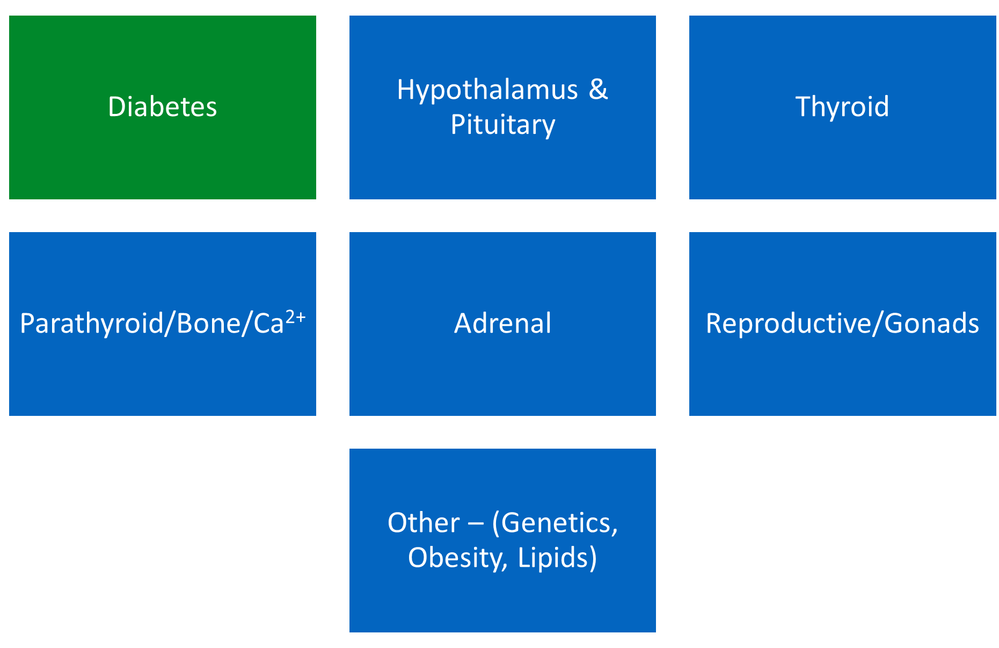 Diabetes
Hypothalamus &
Pituitary
Thyroid
Parathyroid/Bone/Ca²⁺
Adrenal
Reproductive/Gonads
Other – (Genetics,
Obesity, Lipids)